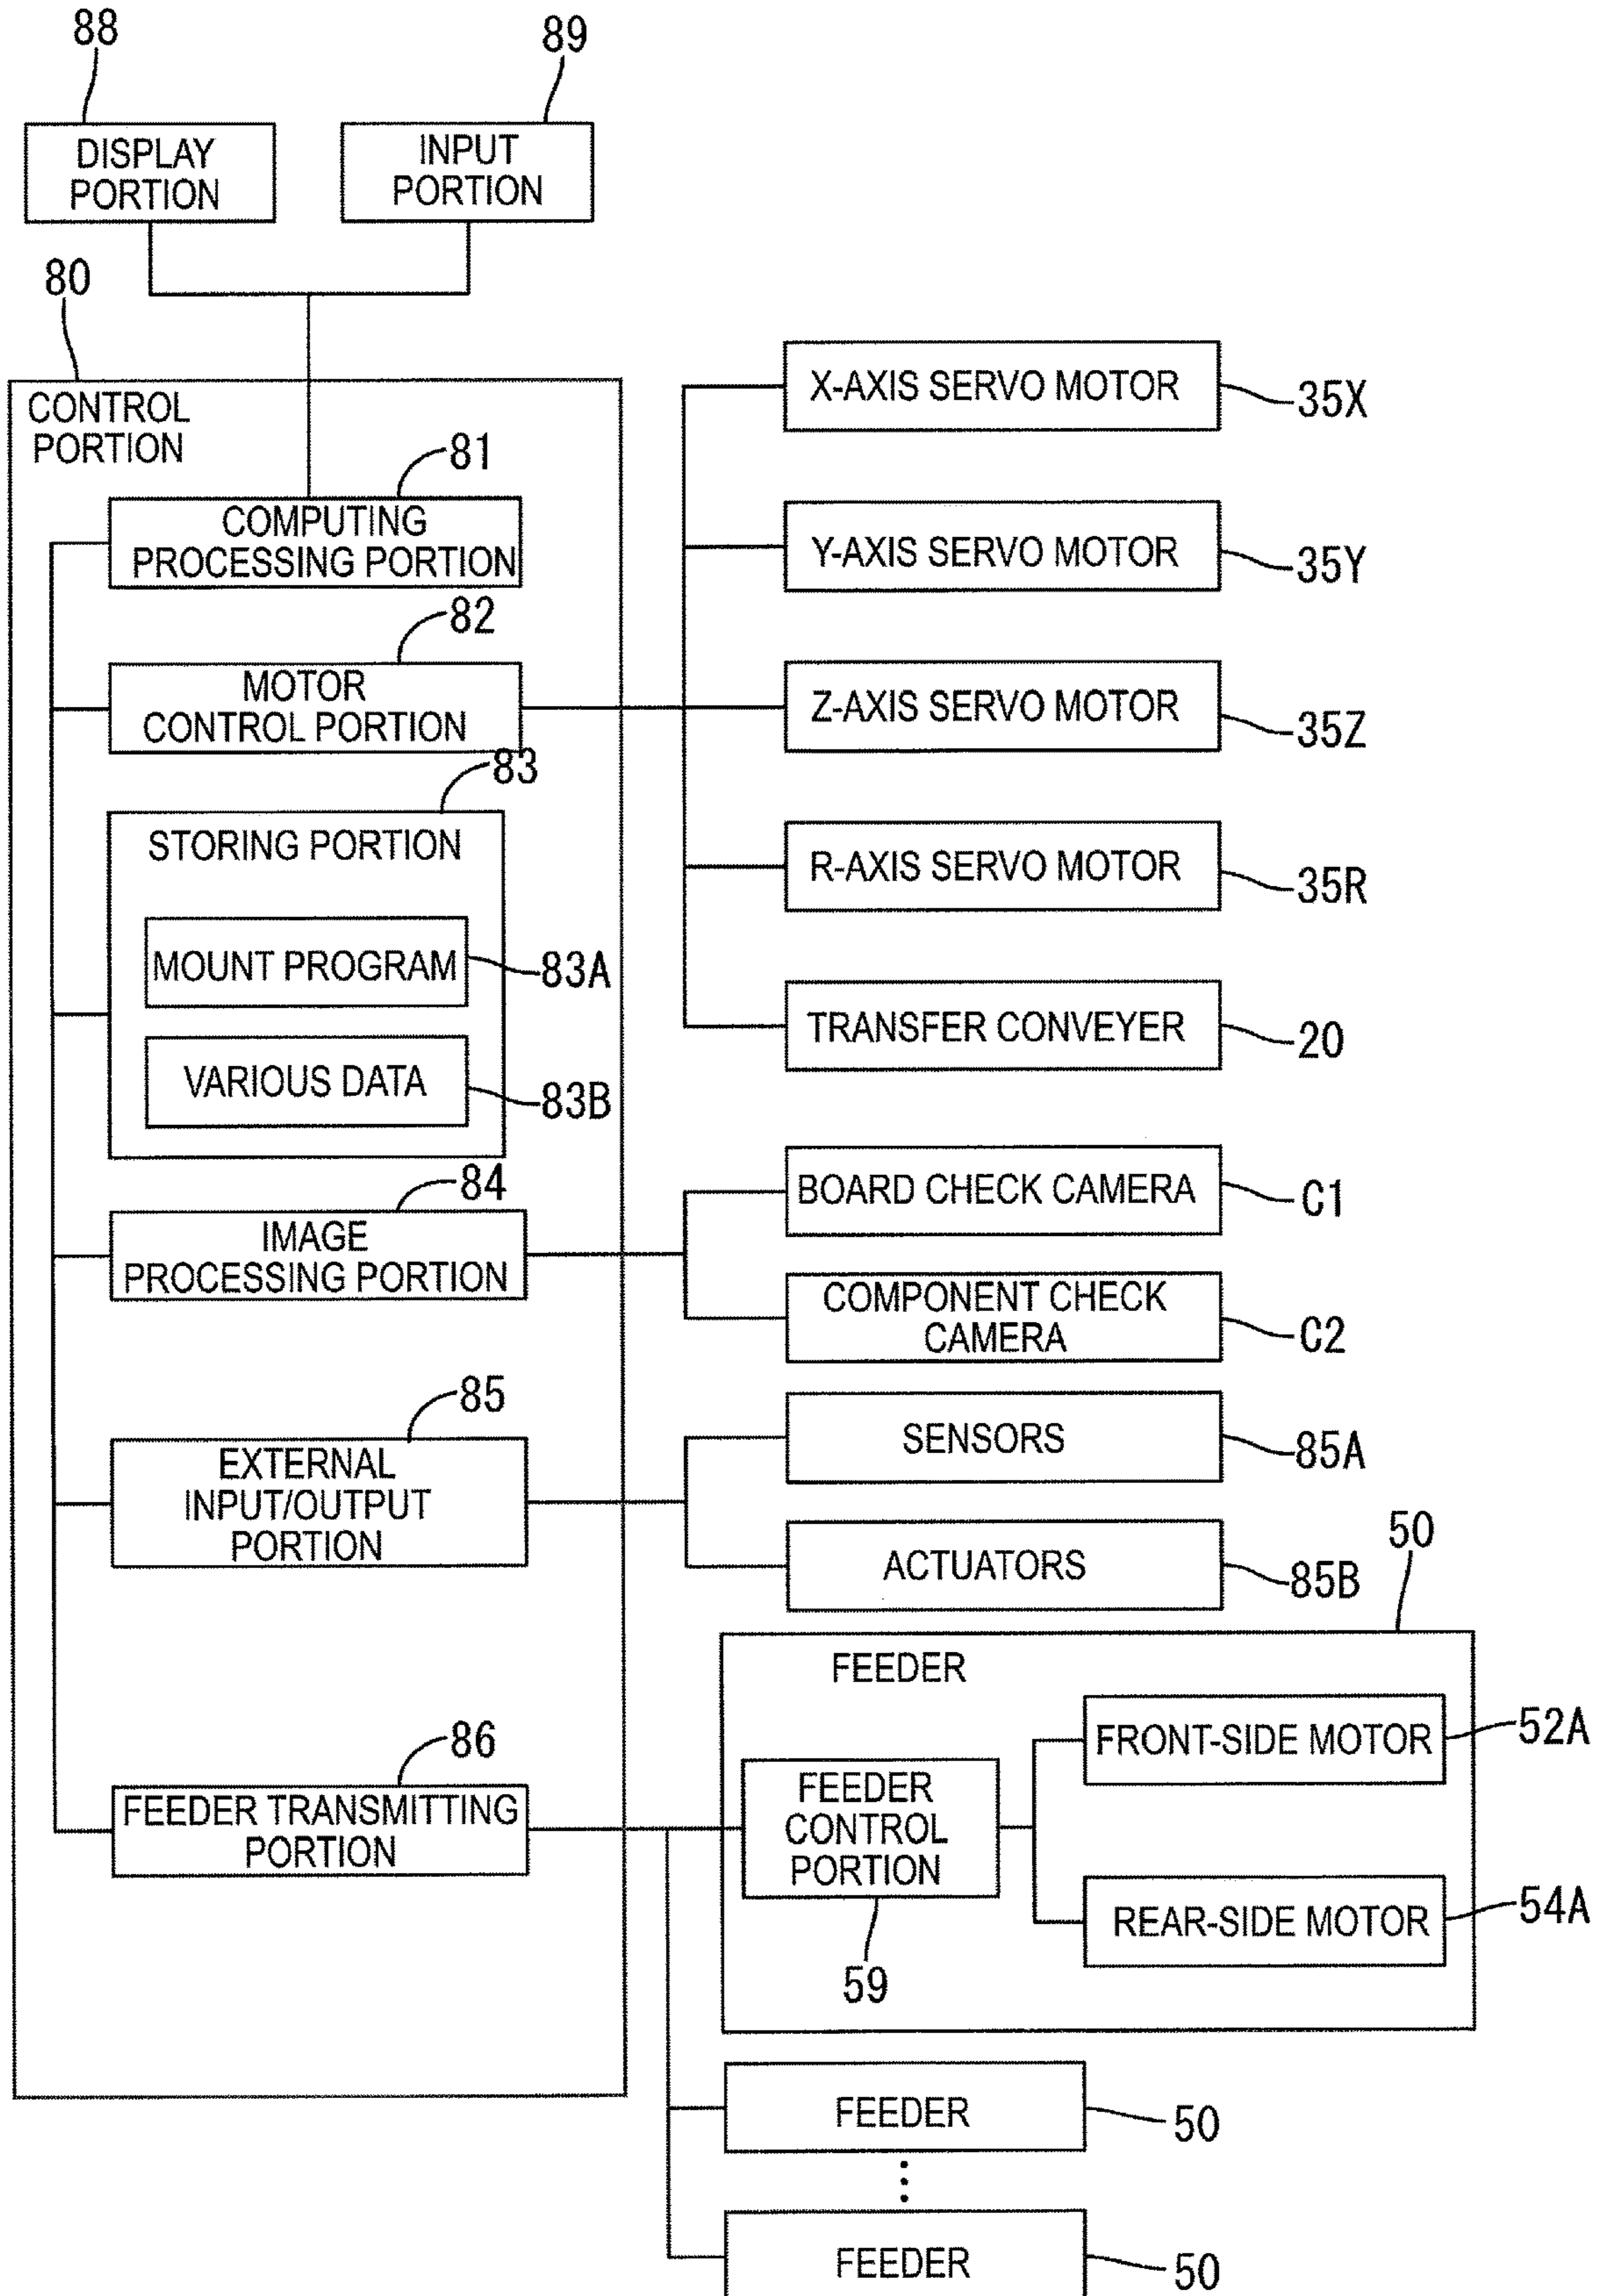 88
89
DISPLAY
PORTION
INPUT
PORTION
80
CONTROL
PORTION
81
COMPUTING
PROCESSING PORTION
82
MOTOR
CONTROL PORTION
83
STORING PORTION
MOUNT PROGRAM
83A
VARIOUS DATA
83B
84
IMAGE
PROCESSING PORTION
85
EXTERNAL
INPUT/OUTPUT
PORTION
86
FEEDER TRANSMITTING
PORTION
X-AXIS SERVO MOTOR
35X
Y-AXIS SERVO MOTOR
35Y
Z-AXIS SERVO MOTOR
35Z
R-AXIS SERVO MOTOR
35R
TRANSFER CONVEYER
20
BOARD CHECK CAMERA
C1
COMPONENT CHECK
CAMERA
C2
SENSORS
85A
ACTUATORS
85B
50
FEEDER
FRONT-SIDE MOTOR
52A
FEEDER
CONTROL
PORTION
59
REAR-SIDE MOTOR
54A
FEEDER
50
FEEDER
50